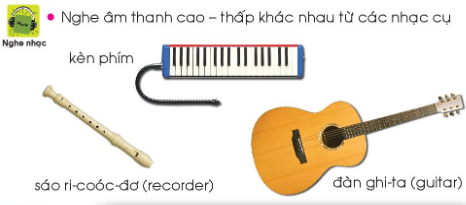 Nghe âm thanh cao – thấp khác nhau từ các nhạc cụ
Nghe nhạc
kèn phím
sáo ri-coóc-đơ (recorder)
đàn ghi-ta (guitar)